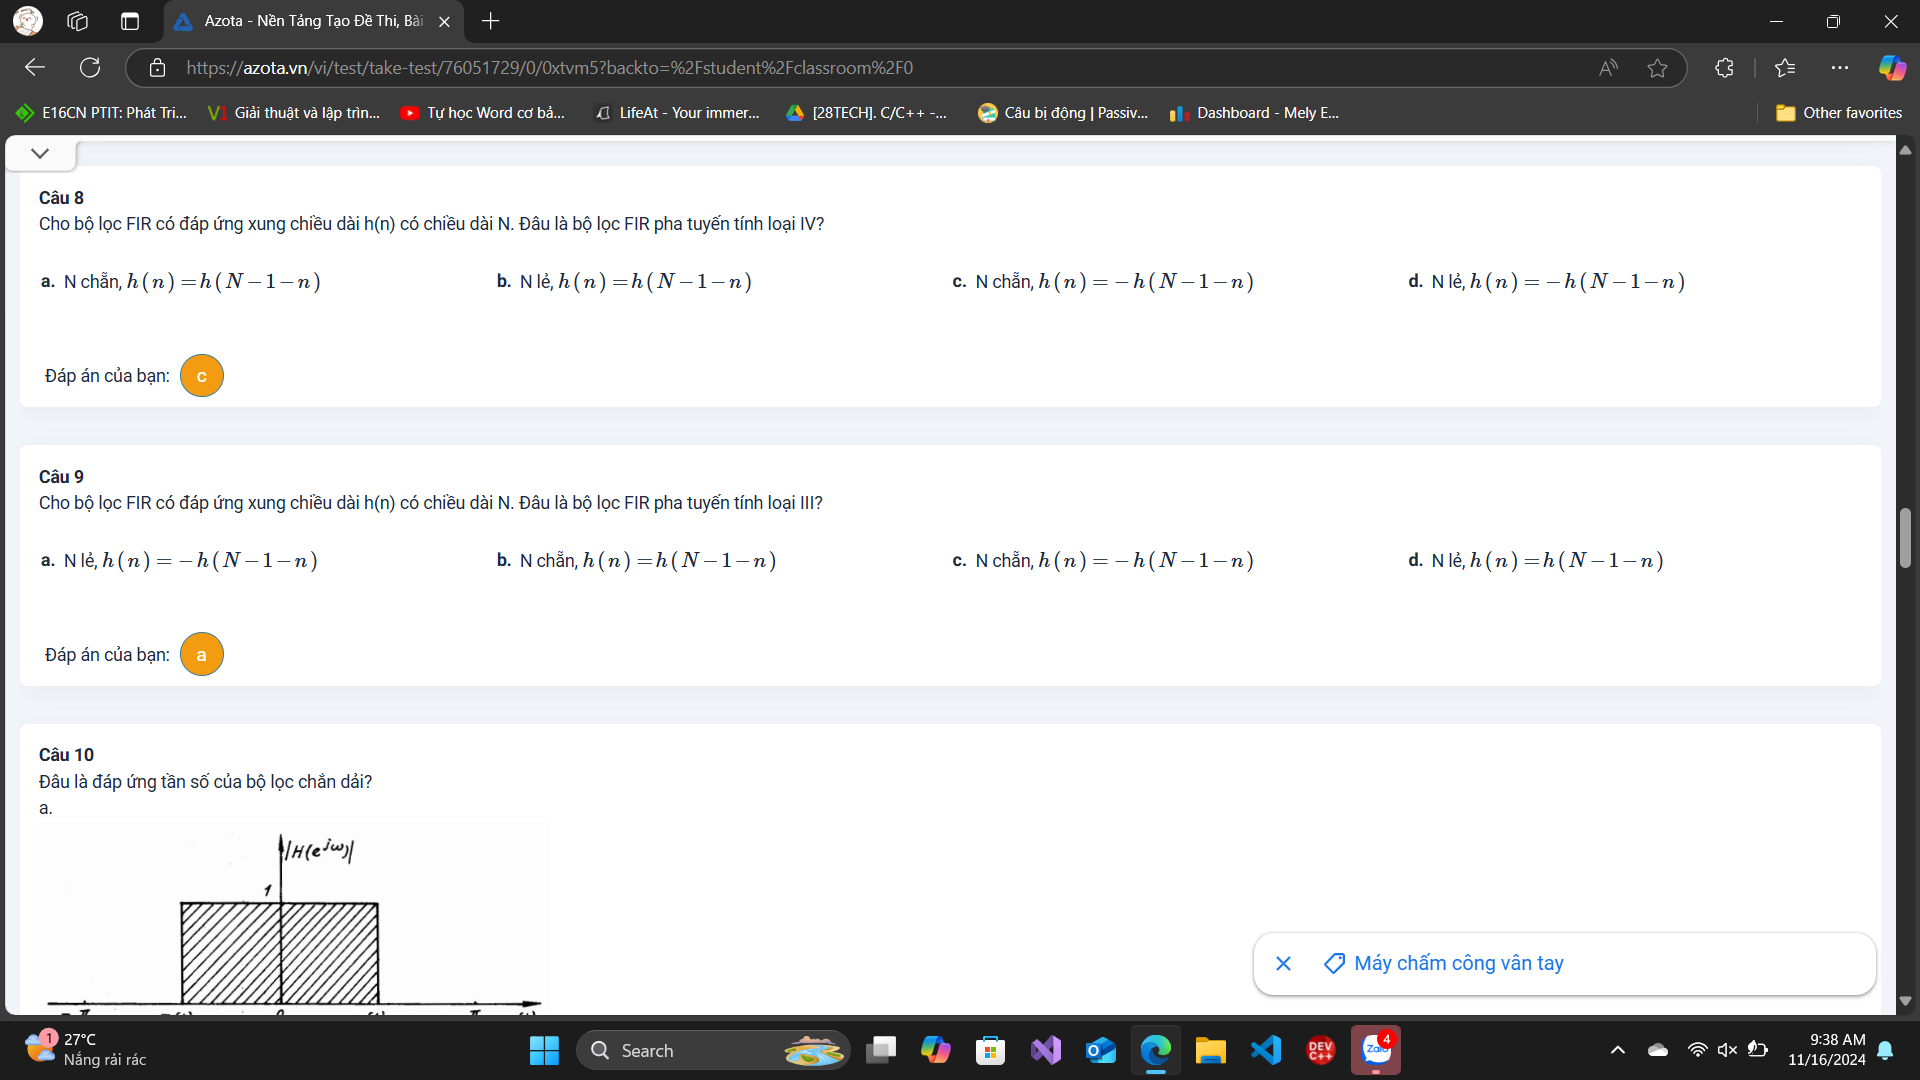 Azota - Nền Tảng Tạo Đề Thi, Bài
https://azota.vn/vi/test/take-test/76051729/0/0xtvm5?backto=%2Fstudent%2Fclassroom%2F0
E16CN PTIT: Phát Tri...
Giải thuật và lập trìn...
Tự học Word cơ bả...
LifeAt - Your immer...
[28TECH]. C/C++ -...
Câu bị động | Passiv...
Dashboard - Mely E...
Other favorites
Câu 8
Cho bộ lọc FIR có đáp ứng xung chiều dài h(n) có chiều dài N. Đâu là bộ lọc FIR pha tuyến tính loại IV?
a. N chẵn, h(n)=h(N-1-n) b. N lẻ, h(n)=h(N-1-n) c. N chẵn, h(n)=-h(N-1-n) d. N lẻ, h(n)=-h(N-1-n)
Đáp án của bạn: c
Câu 9
Cho bộ lọc FIR có đáp ứng xung chiều dài h(n) có chiều dài N. Đâu là bộ lọc FIR pha tuyến tính loại III?
a. N lẻ, h(n)=-h(N-1-n) b. N chẵn, h(n)=h(N-1-n) c. N chẵn, h(n)=-h(N-1-n) d. N lẻ, h(n)=h(N-1-n)
Đáp án của bạn: a
Câu 10
Đâu là đáp ứng tần số của bộ lọc chắn dải?
a.
|H(e^jω)|
1
Máy chấm công vân tay
1
27°C
Nắng rải rác
Search
DEV C++
Zalo
4
9:38 AM
11/16/2024